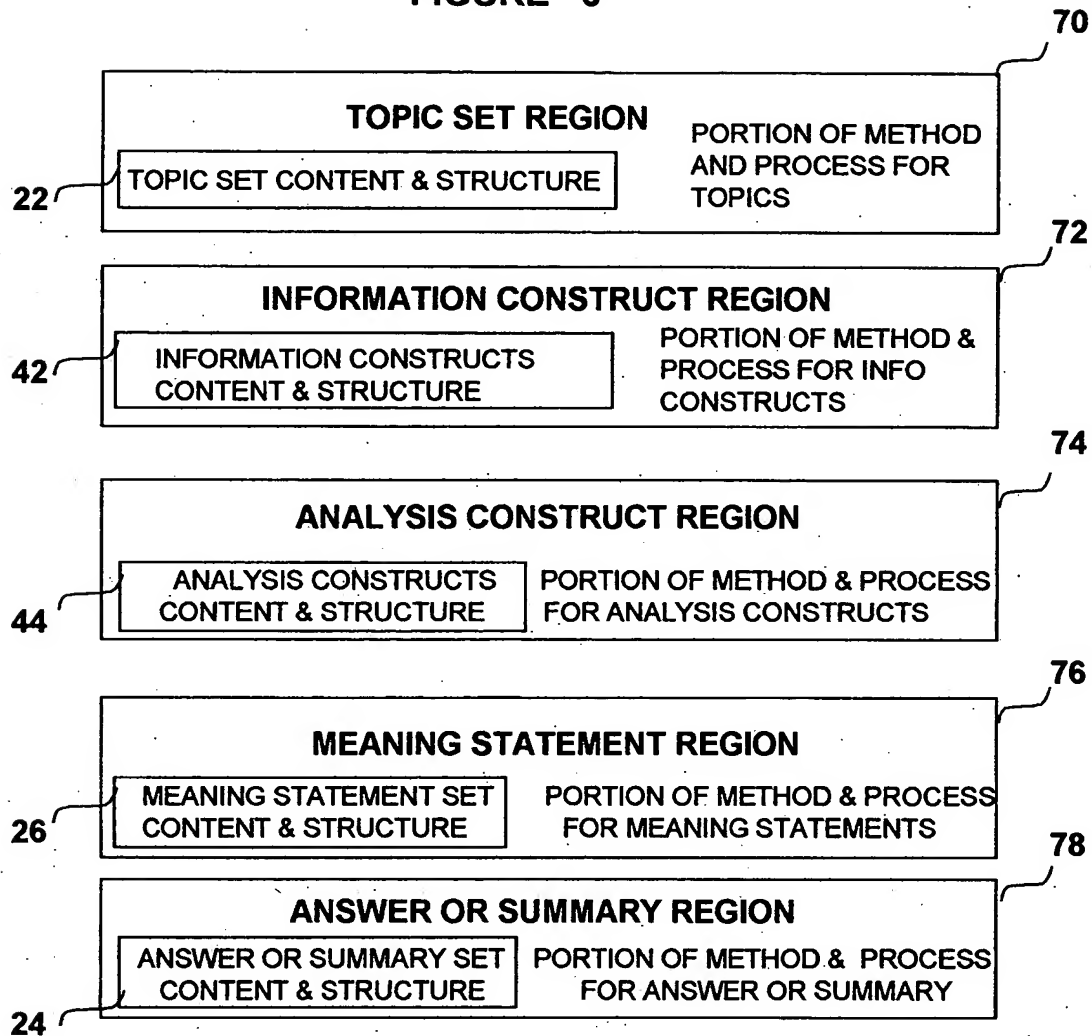 70
TOPIC SET REGION
PORTION OF METHOD
AND PROCESS FOR
TOPICS
22
TOPIC SET CONTENT & STRUCTURE
72
INFORMATION CONSTRUCT REGION
42
INFORMATION CONSTRUCTS
CONTENT & STRUCTURE
PORTION OF METHOD &
PROCESS FOR INFO
CONSTRUCTS
74
ANALYSIS CONSTRUCT REGION
44
ANALYSIS CONSTRUCTS
CONTENT & STRUCTURE
PORTION OF METHOD & PROCESS
FOR ANALYSIS CONSTRUCTS
76
MEANING STATEMENT REGION
26
MEANING STATEMENT SET
CONTENT & STRUCTURE
PORTION OF METHOD & PROCESS
FOR MEANING STATEMENTS
78
ANSWER OR SUMMARY REGION
24
ANSWER OR SUMMARY SET
CONTENT & STRUCTURE
PORTION OF METHOD & PROCESS
FOR ANSWER OR SUMMARY